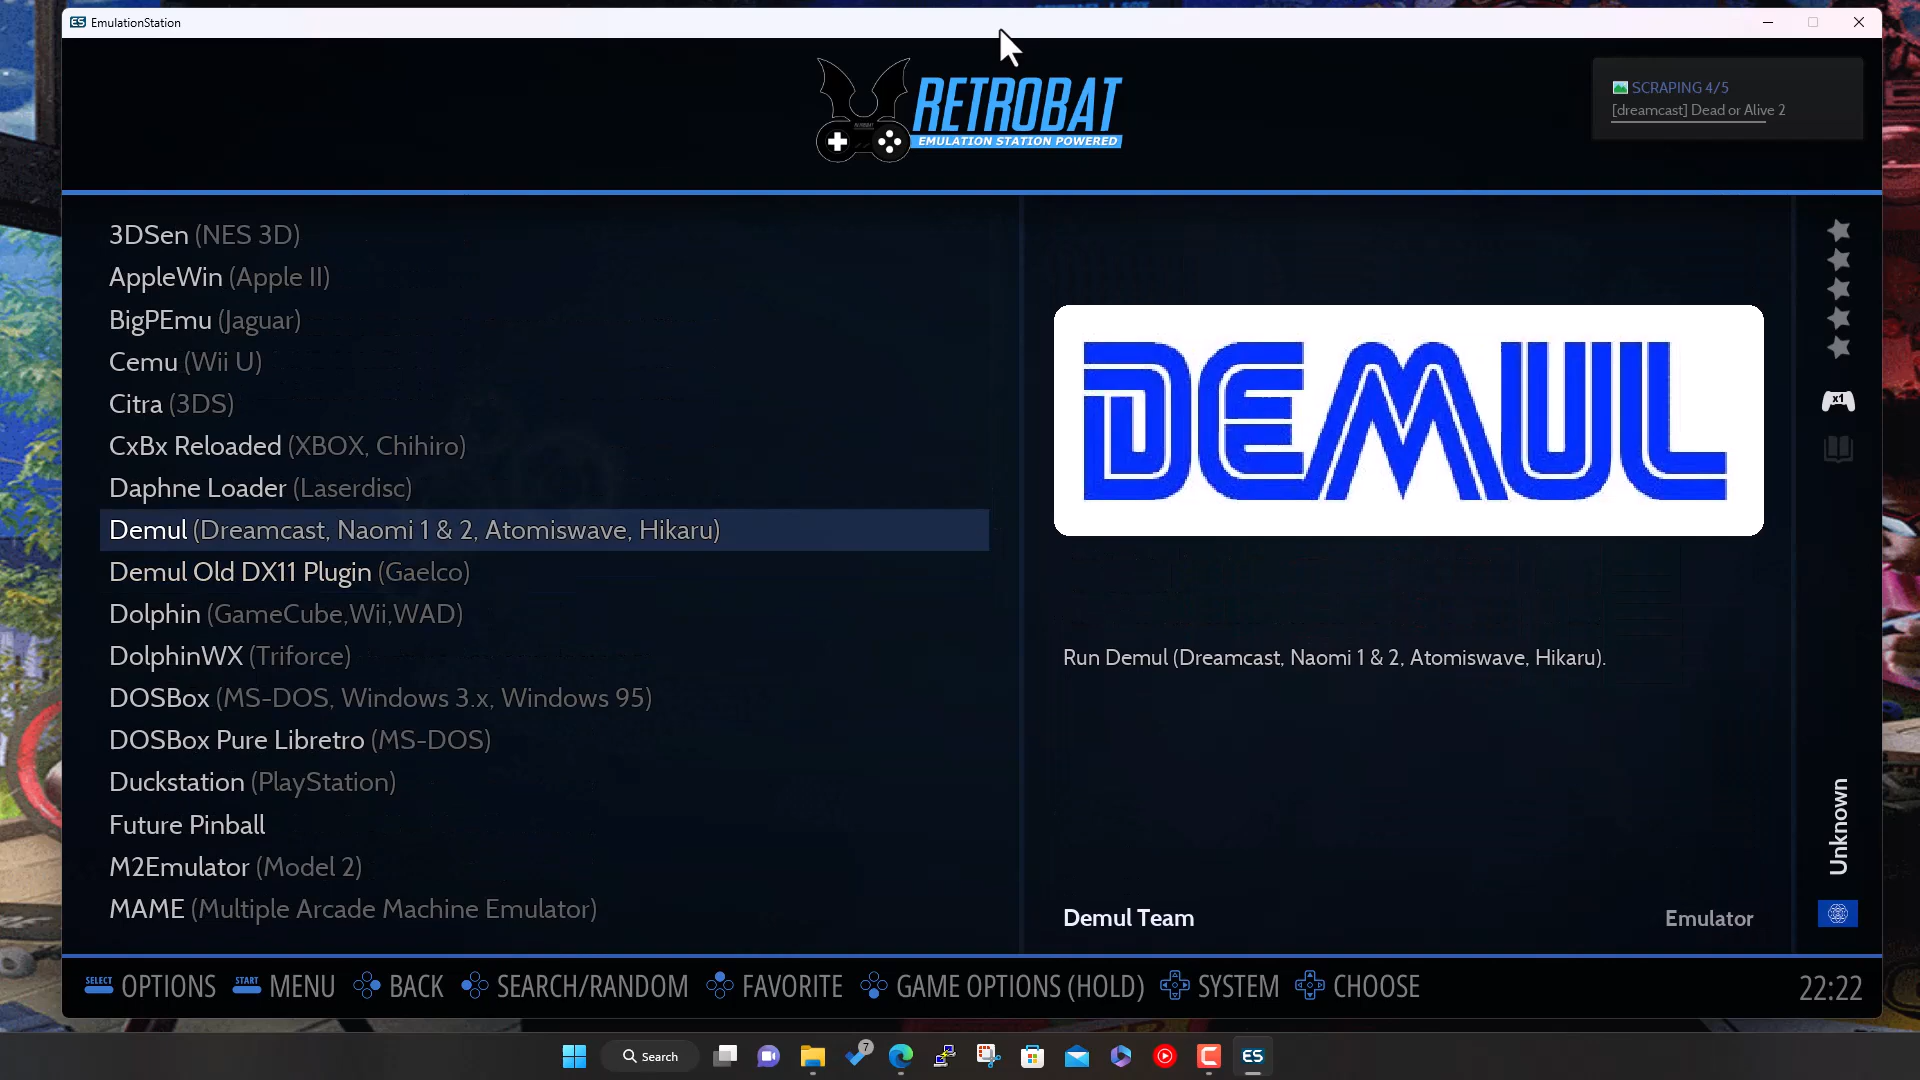 EmulationStation
RETROBAT
EMULATION STATION POWERED
SCRAPING 4/5
[dreamcast] Dead or Alive 2
3DSen (NES 3D)
AppleWin (Apple II)
BigPEmu (Jaguar)
Cemu (Wii U)
Citra (3DS)
CxBx Reloaded (XBOX, Chihiro)
Daphne Loader (Laserdisc)
Demul (Dreamcast, Naomi 1 & 2, Atomiswave, Hikaru)
Demul Old DX11 Plugin (Gaelco)
Dolphin (GameCube,Wii,WAD)
DolphinWX (Triforce)
DOSBox (MS-DOS, Windows 3.x, Windows 95)
DOSBox Pure Libretro (MS-DOS)
Duckstation (PlayStation)
Future Pinball
M2Emulator (Model 2)
MAME (Multiple Arcade Machine Emulator)
DEMUL
Run Demul (Dreamcast, Naomi 1 & 2, Atomiswave, Hikaru).
Demul Team
Emulator
x1
Unknown
SELECT OPTIONS START MENU BACK SEARCH/RANDOM FAVORITE GAME OPTIONS (HOLD) SYSTEM CHOOSE
22:22
Search
7
ES